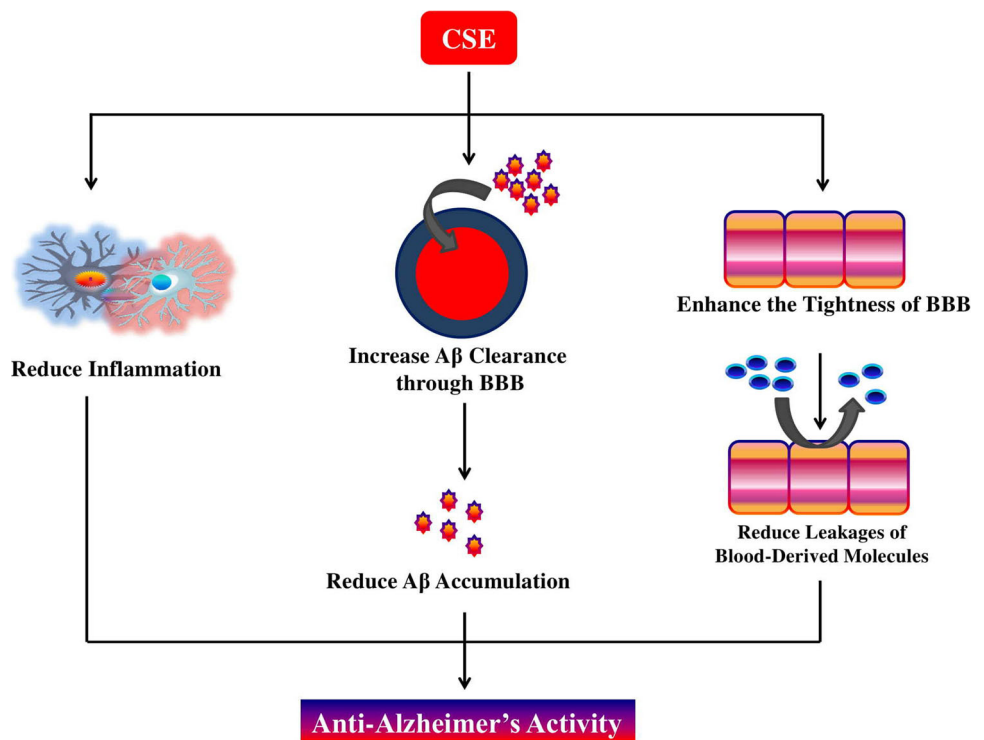 CSE
Reduce Inflammation
Increase Aβ Clearance
through BBB
Enhance the Tightness of BBB
Reduce Aβ Accumulation
Reduce Leakages of
Blood-Derived Molecules
Anti-Alzheimer's Activity